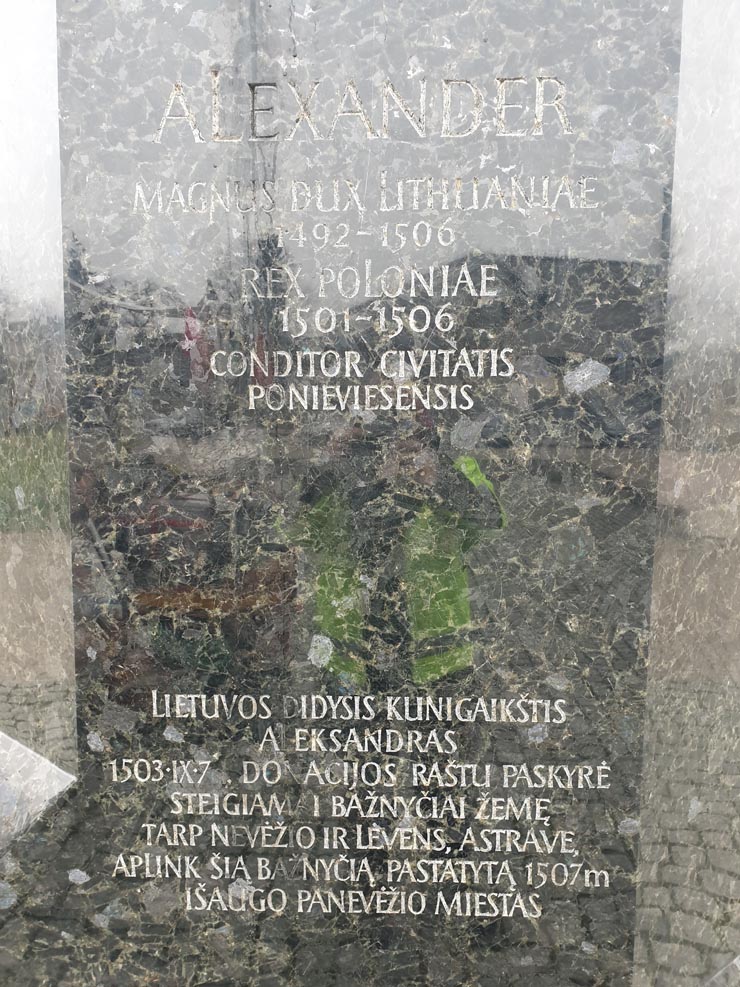 ALEXANDER
MAGNUS DUX LITHUANIAE
1492-1506
REX POLONIAE
1501-1506
CONDITOR CIVITATIS
PONIEVIESENSIS
LIETUVOS DIDYSIS KUNIGAIKŠTIS
ALEKSANDRAS
1503·IX·7 . DONACIJOS RAŠTU PASKYRĖ
STEIGIAMAI BAŽNYČIAI ŽEMĘ
TARP NEVĖŽIO IR LĖVENS, ASTRAVE,
APLINK ŠIĄ BAŽNYČIĄ, PASTATYTĄ 1507m
IŠAUGO PANEVĖŽIO MIESTAS